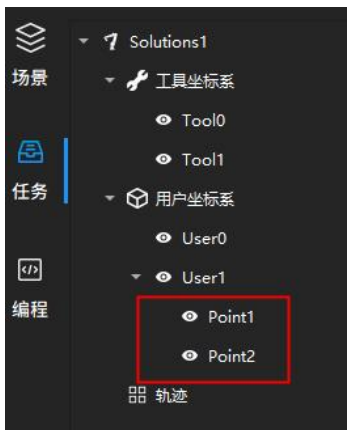 场景
任务
编程
Solutions1
工具坐标系
Tool0
Tool1
用户坐标系
User0
User1
Point1
Point2
轨迹